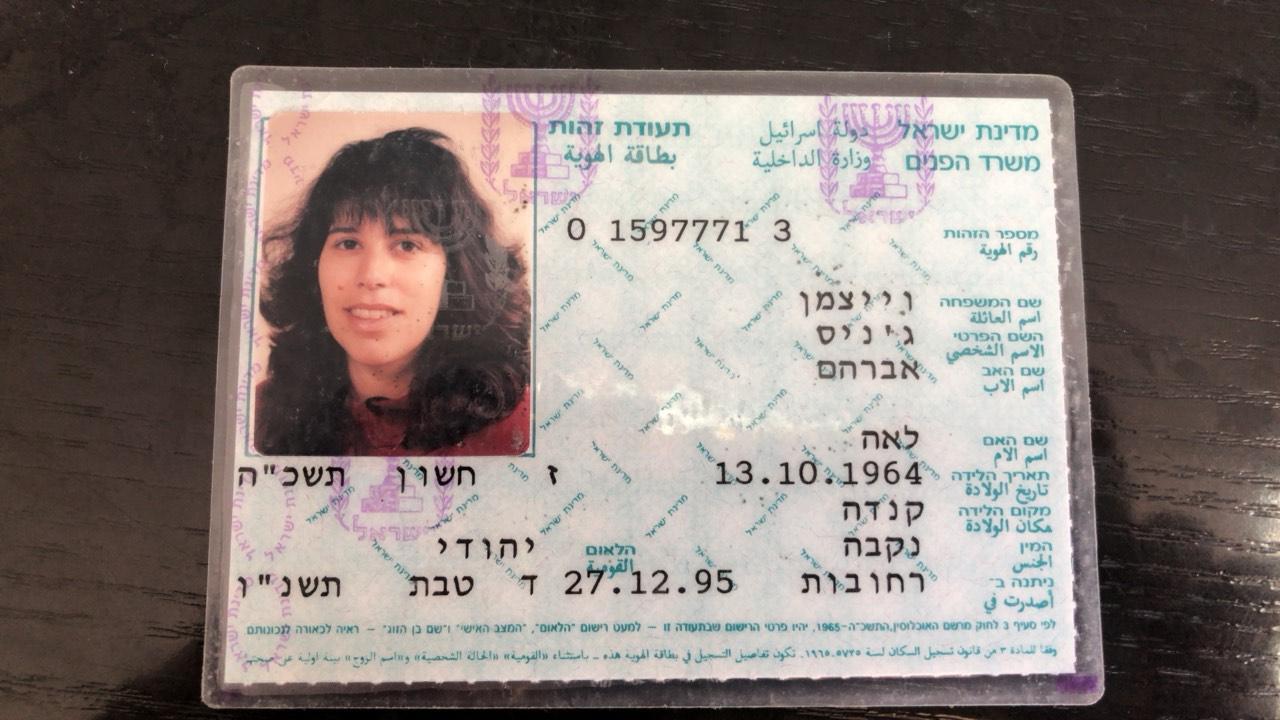 מדינת ישראל دولة اسرائيل תעודת זהות
משרד הפנים وزارة الداخلية بطاقة الهوية
מספר הזהות 0 1597771 3
رقم الهوية
שם המשפחה וייצמן
اسم العائلة
השם הפרטי ג'ניס
الاسم الشخصي
שם האב אברהם
اسم الاب
שם האם לאה
اسم الام
תאריך הלידה 13.10.1964 ז חשון תשכ"ה
تاريخ الولادة
מקום הלידה קנדה
مكان الولادة
המין נקבה הלאום יהודי
الجنس القومية
ניתנה ב־ רחובות 27.12.95 ד טבת תשנ"ו
أصدرت في
לפי סעיף 3 לחוק מרשם האוכלוסין, התשכ"ה-1965, יהיו פרטי הרישום שבתעודה זו – למעט רישום "הלאום", "המצב האישי" ו"שם בן הזוג" – ראיה לכאורה לנכונותם
وفقا للمادة ٣ من قانون تسجيل السكان لسنة ٥٧٢٥-١٩٦٥، تكون تفاصيل التسجيل في بطاقة الهوية هذه – باستثناء «القومية» «الحالة الشخصية» و«اسم الزوج» بينة اولية عن
ישראל
ישראל
ישראל
מדינת ישראל